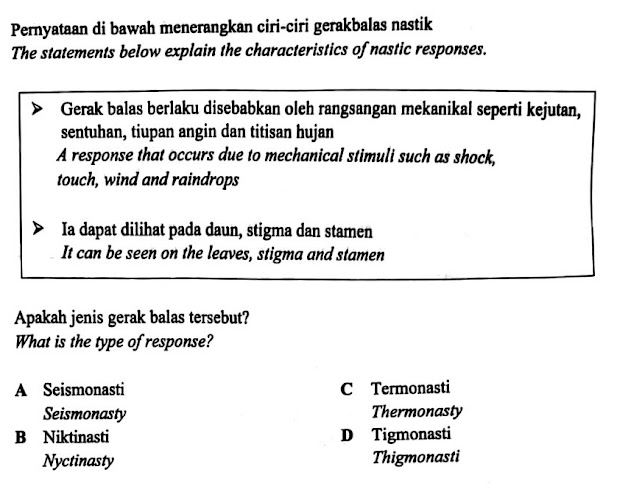 Pernyataan di bawah menerangkan ciri-ciri gerakbalas nastik
The statements below explain the characteristics of nastic responses.
➤ Gerak balas berlaku disebabkan oleh rangsangan mekanikal seperti kejutan,
sentuhan, tiupan angin dan titisan hujan
A response that occurs due to mechanical stimuli such as shock,
touch, wind and raindrops
➤ Ia dapat dilihat pada daun, stigma dan stamen
It can be seen on the leaves, stigma and stamen
Apakah jenis gerak balas tersebut?
What is the type of response?
A Seismonasti
Seismonasty
B Niktinasti
Nyctinasty
C Termonasti
Thermonasty
D Tigmonasti
Thigmonasti